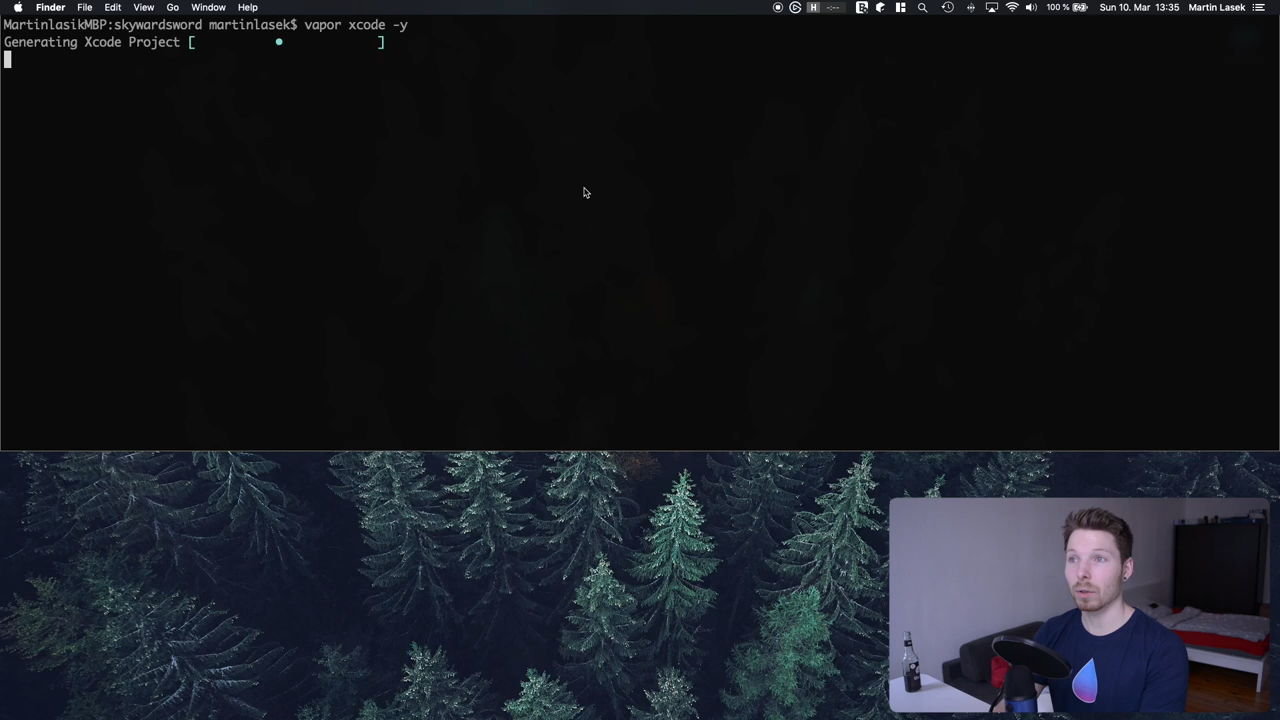 Finder File Edit View Go Window Help H -:-- 100 % Sun 10. Mar 13:35 Martin Lasek
MartinlasikMBP:skywardsword martinlasek$ vapor xcode -y
Generating Xcode Project [ • ]